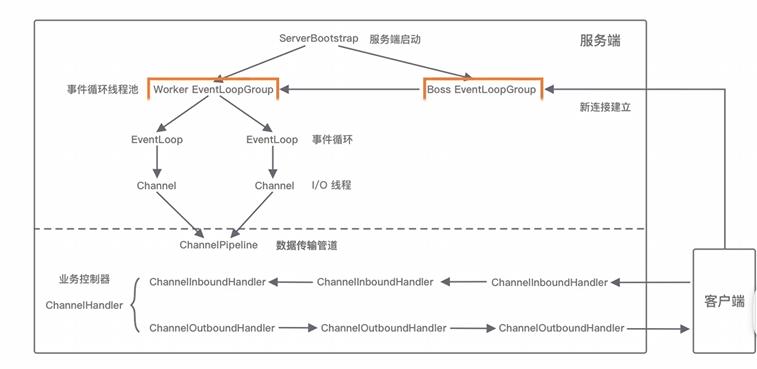 ServerBootstrap 服务端启动
服务端
事件循环线程池 Worker EventLoopGroup Boss EventLoopGroup
新连接建立
EventLoop EventLoop 事件循环
Channel Channel I/O 线程
ChannelPipeline 数据传输管道
业务控制器
ChannelHandler
ChannelInboundHandler ChannelInboundHandler ChannelInboundHandler
ChannelOutboundHandler ChannelOutboundHandler ChannelOutboundHandler
客户端